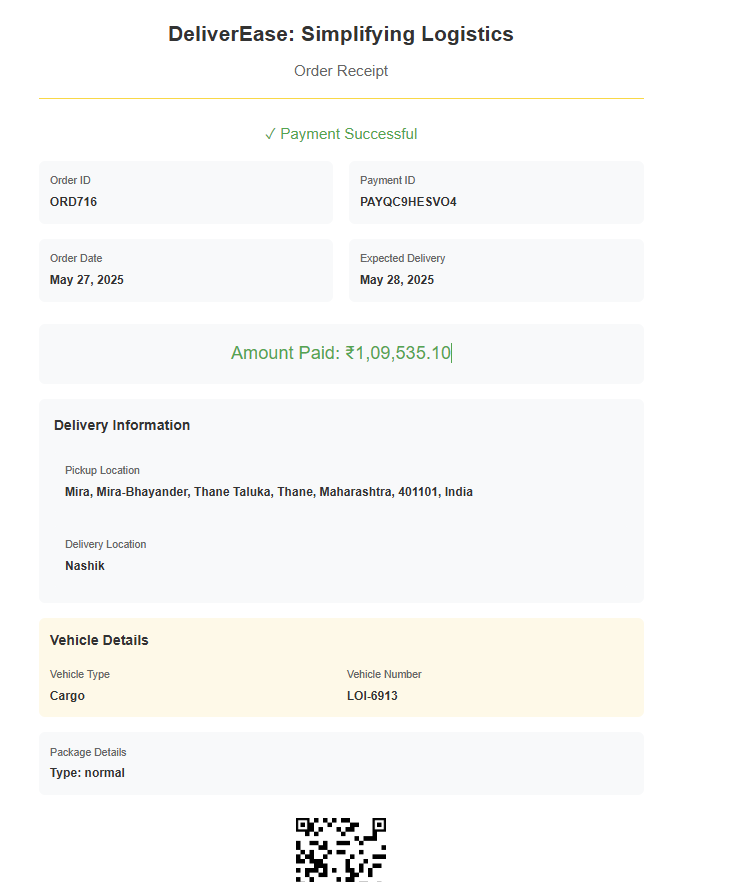 DeliverEase: Simplifying Logistics
Order Receipt
✓ Payment Successful
Order ID
ORD716
Payment ID
PAYQC9HESVO4
Order Date
May 27, 2025
Expected Delivery
May 28, 2025
Amount Paid: ₹1,09,535.10
Delivery Information
Pickup Location
Mira, Mira-Bhayander, Thane Taluka, Thane, Maharashtra, 401101, India
Delivery Location
Nashik
Vehicle Details
Vehicle Type
Cargo
Vehicle Number
LOI-6913
Package Details
Type: normal